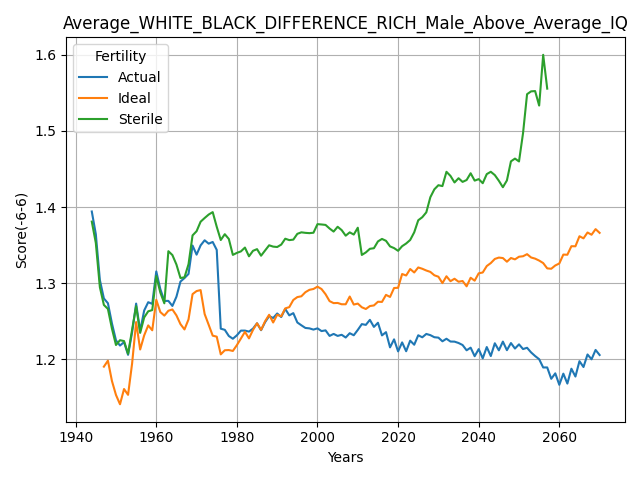 Average_WHITE_BLACK_DIFFERENCE_RICH_Male_Above_Average_IQ
Fertility
Actual
Ideal
Sterile
Score(-6-6)
1.6
1.5
1.4
1.3
1.2
1940
1960
1980
2000
2020
2040
2060
Years